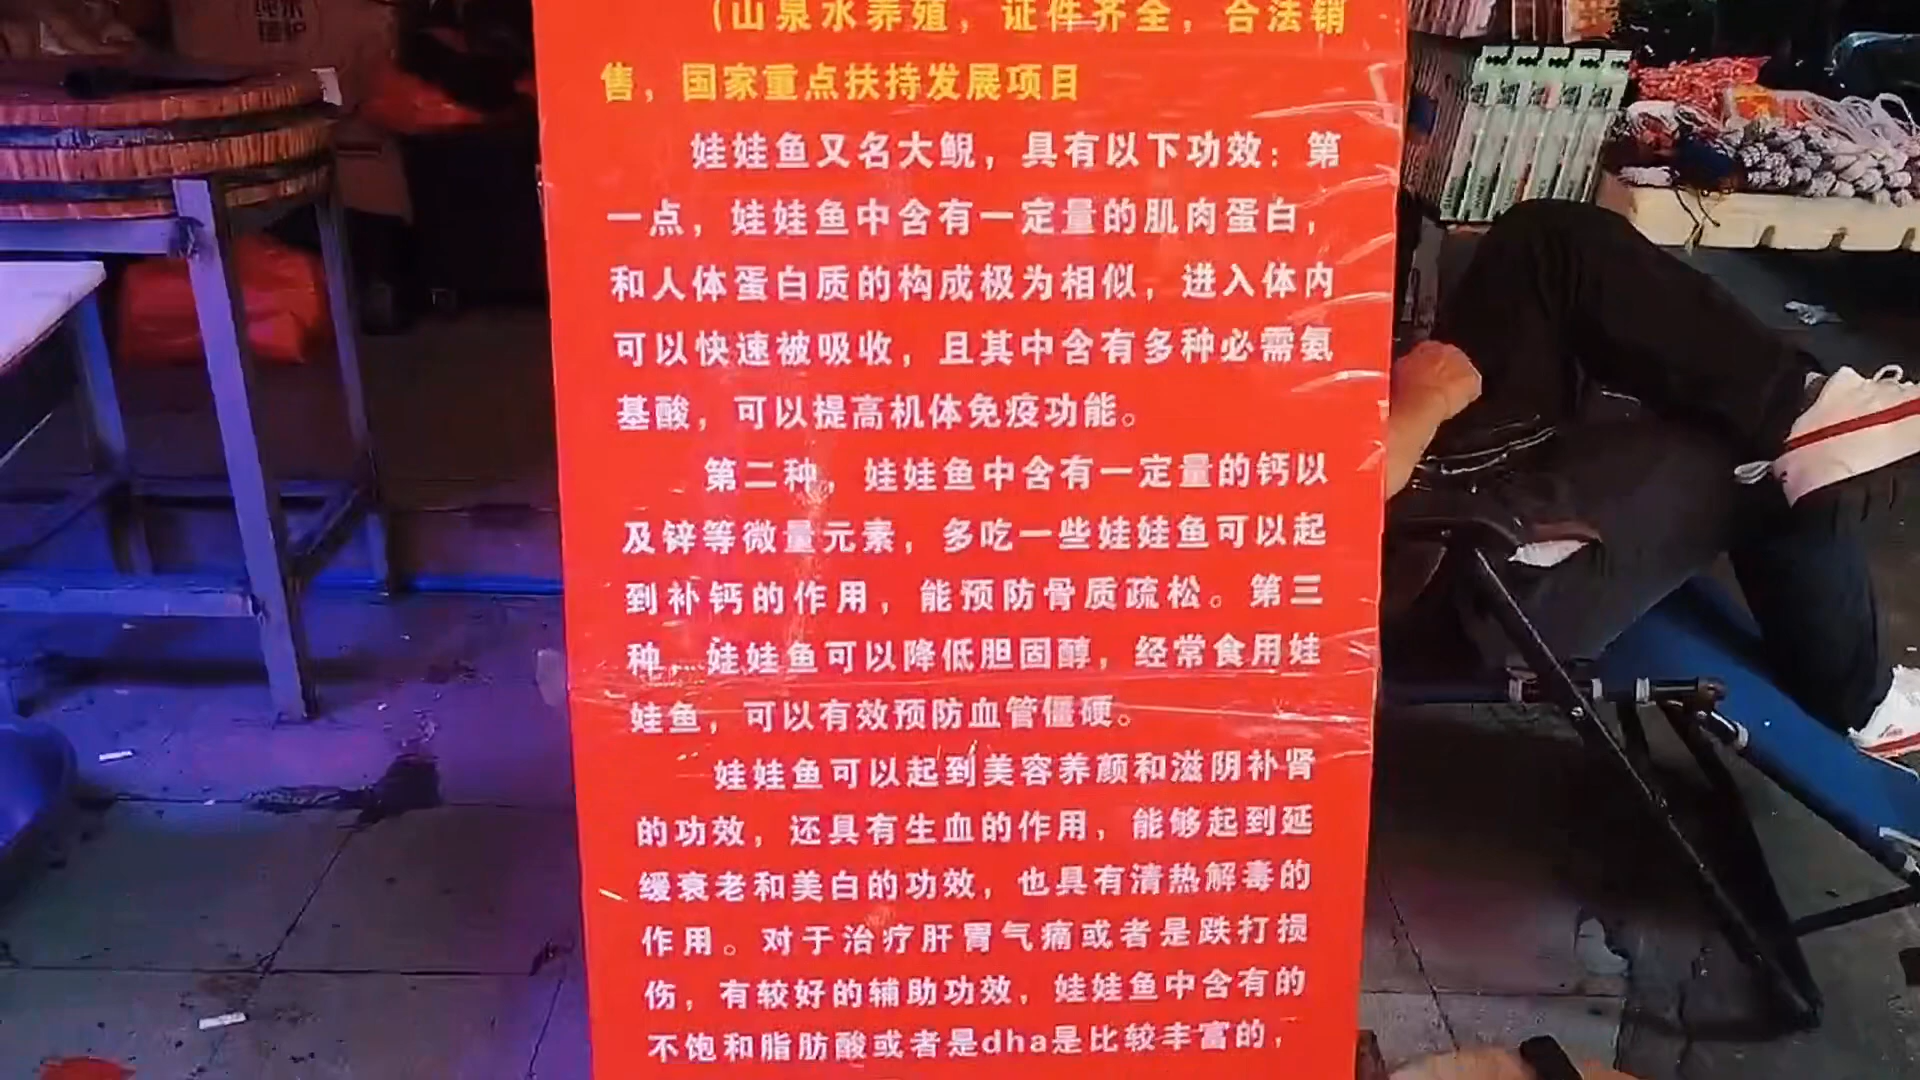 （山泉水养殖，证件齐全，合法销
售，国家重点扶持发展项目
娃娃鱼又名大鲵，具有以下功效：第
一点，娃娃鱼中含有一定量的肌肉蛋白，
和人体蛋白质的构成极为相似，进入体内
可以快速被吸收，且其中含有多种必需氨
基酸，可以提高机体免疫功能。
第二种，娃娃鱼中含有一定量的钙以
及锌等微量元素，多吃一些娃娃鱼可以起
到补钙的作用，能预防骨质疏松。第三
种，娃娃鱼可以降低胆固醇，经常食用娃
娃鱼，可以有效预防血管僵硬。
娃娃鱼可以起到美容养颜和滋阴补肾
的功效，还具有生血的作用，能够起到延
缓衰老和美白的功效，也具有清热解毒的
作用。对于治疗肝胃气痛或者是跌打损
伤，有较好的辅助功效，娃娃鱼中含有的
不饱和脂肪酸或者是dha是比较丰富的，